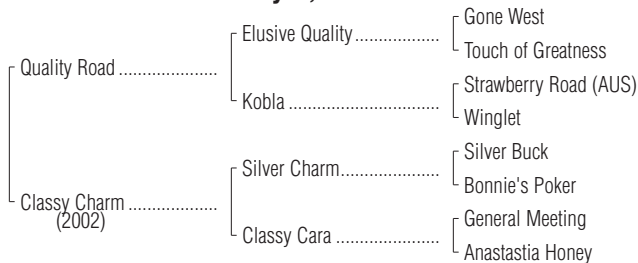 Gone West
Elusive Quality ..................
Touch of Greatness
Quality Road .....................
Strawberry Road (AUS)
Kobla ................................
Winglet
Silver Buck
Silver Charm.....................
Bonnie's Poker
Classy Charm ...................
(2002)
General Meeting
Classy Cara ......................
Anastastia Honey